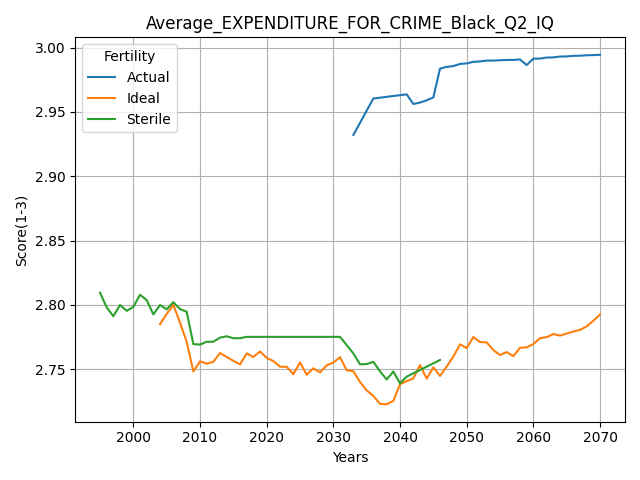 Average_EXPENDITURE_FOR_CRIME_Black_Q2_IQ
Fertility
Actual
Ideal
Sterile
Score(1-3)
3.00
2.95
2.90
2.85
2.80
2.75
2000 2010 2020 2030 2040 2050 2060 2070
Years